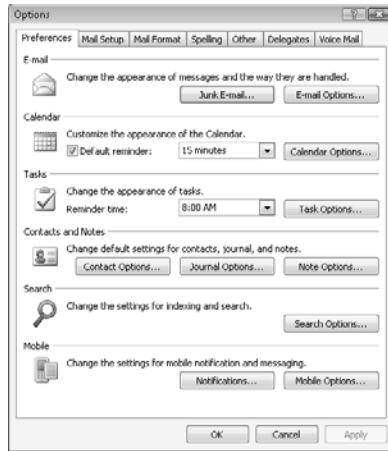 Options
Preferences Mail Setup Mail Format Spelling Other Delegates Voice Mail
E-mail
Change the appearance of messages and the way they are handled.
Junk E-mail... E-mail Options...
Calendar
Customize the appearance of the Calendar.
Default reminder: 15 minutes Calendar Options...
Tasks
Change the appearance of tasks.
Reminder time: 8:00 AM Task Options...
Contacts and Notes
Change default settings for contacts, journal, and notes.
Contact Options... Journal Options... Note Options...
Search
Change the settings for indexing and search.
Search Options...
Mobile
Change the settings for mobile notification and messaging.
Notifications... Mobile Options...
OK Cancel Apply